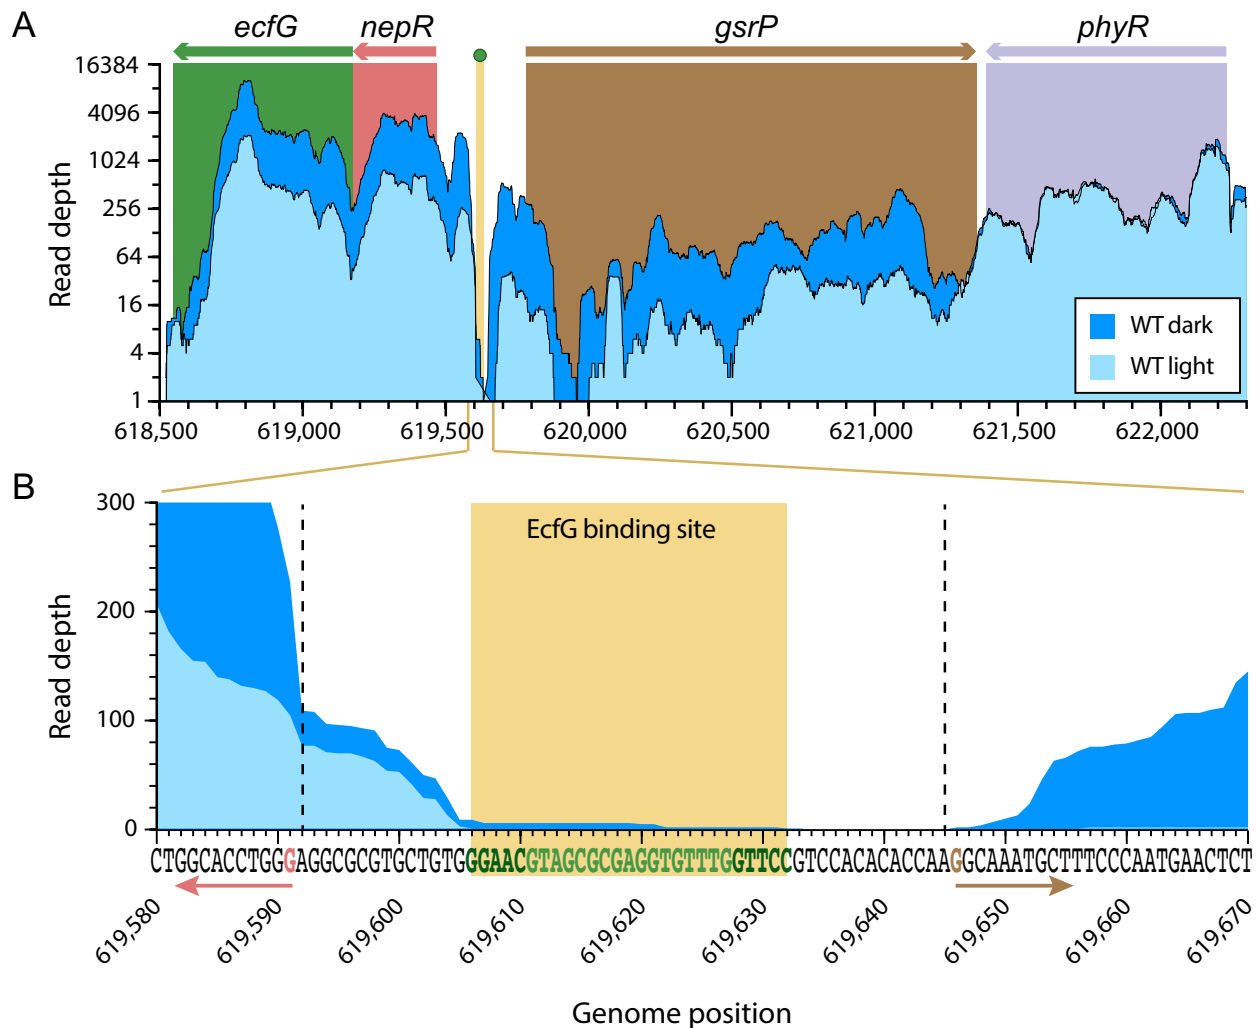 A
ecfG nepR gsrP phyR
16384
4096
1024
256
64
16
4
1
Read depth
WT dark
WT light
618,500 619,000 619,500 620,000 620,500 621,000 621,500 622,000
B
300
200
100
0
Read depth
EcfG binding site
CTGGCACCTGGGAGGCGCGTGCTGTGGGAACGTAGCGCGAGGTGTTTGGTTCCGTCCACACACCAAGGCAAATGCTTTCCCAATGAACTCT
619,580 619,590 619,600 619,610 619,620 619,630 619,640 619,650 619,660 619,670
Genome position